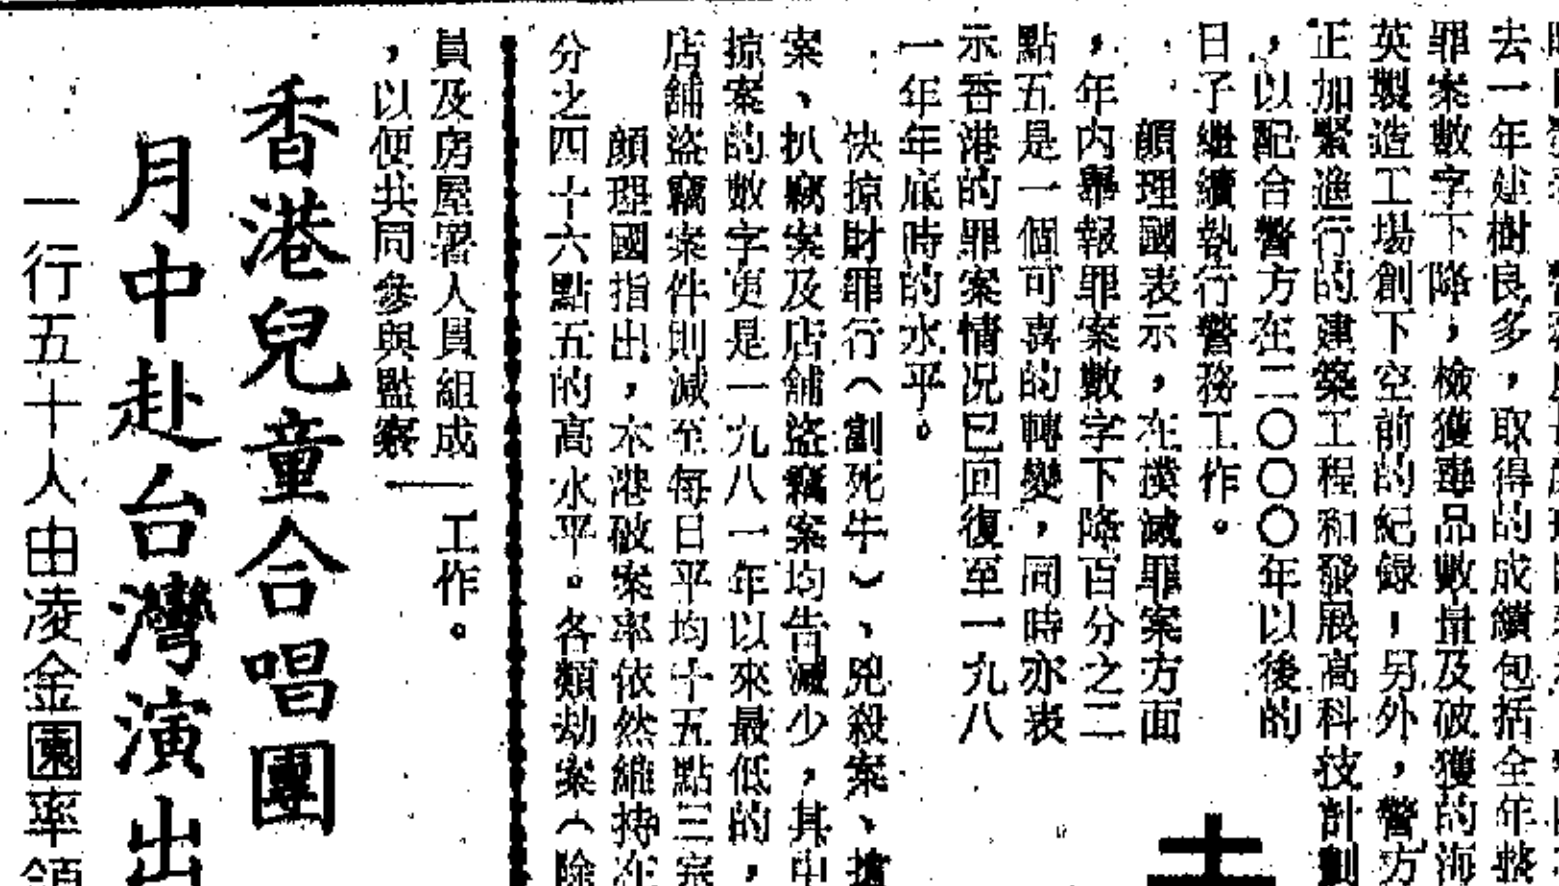 去一年建樹良多，取得的成績包括全年整
罪案數字下降，檢獲毒品數量及破獲的海
英製造工場創下空前的紀錄！另外，警方
正加緊進行的建築工程和發展高科技計劃
，以配合警方在二〇〇〇年以後的
日子繼續執行警務工作。
顏理國表示，在撲滅罪案方面
，年內舉報罪案數字下降百分之二
點五是一個可喜的轉變，同時亦表
示香港的罪案情況已回復至一九八
一年年底時的水平。
快掠財罪行（劏死牛）、兇殺案、搶
案、扒竊案及店舖盜竊案均告減少，其中
掠案的數字更是一九八一年以來最低的，
店舖盜竊案件則減至每日平均十五點三宗
顏理國指出，本港破案率依然維持在
分之四十六點五的高水平。各類劫案（除
員及房屋署人員組成
，以便共同參與監察
工作。
香港兒童合唱團
月中赴台灣演出
一行五十人由凌金園率領